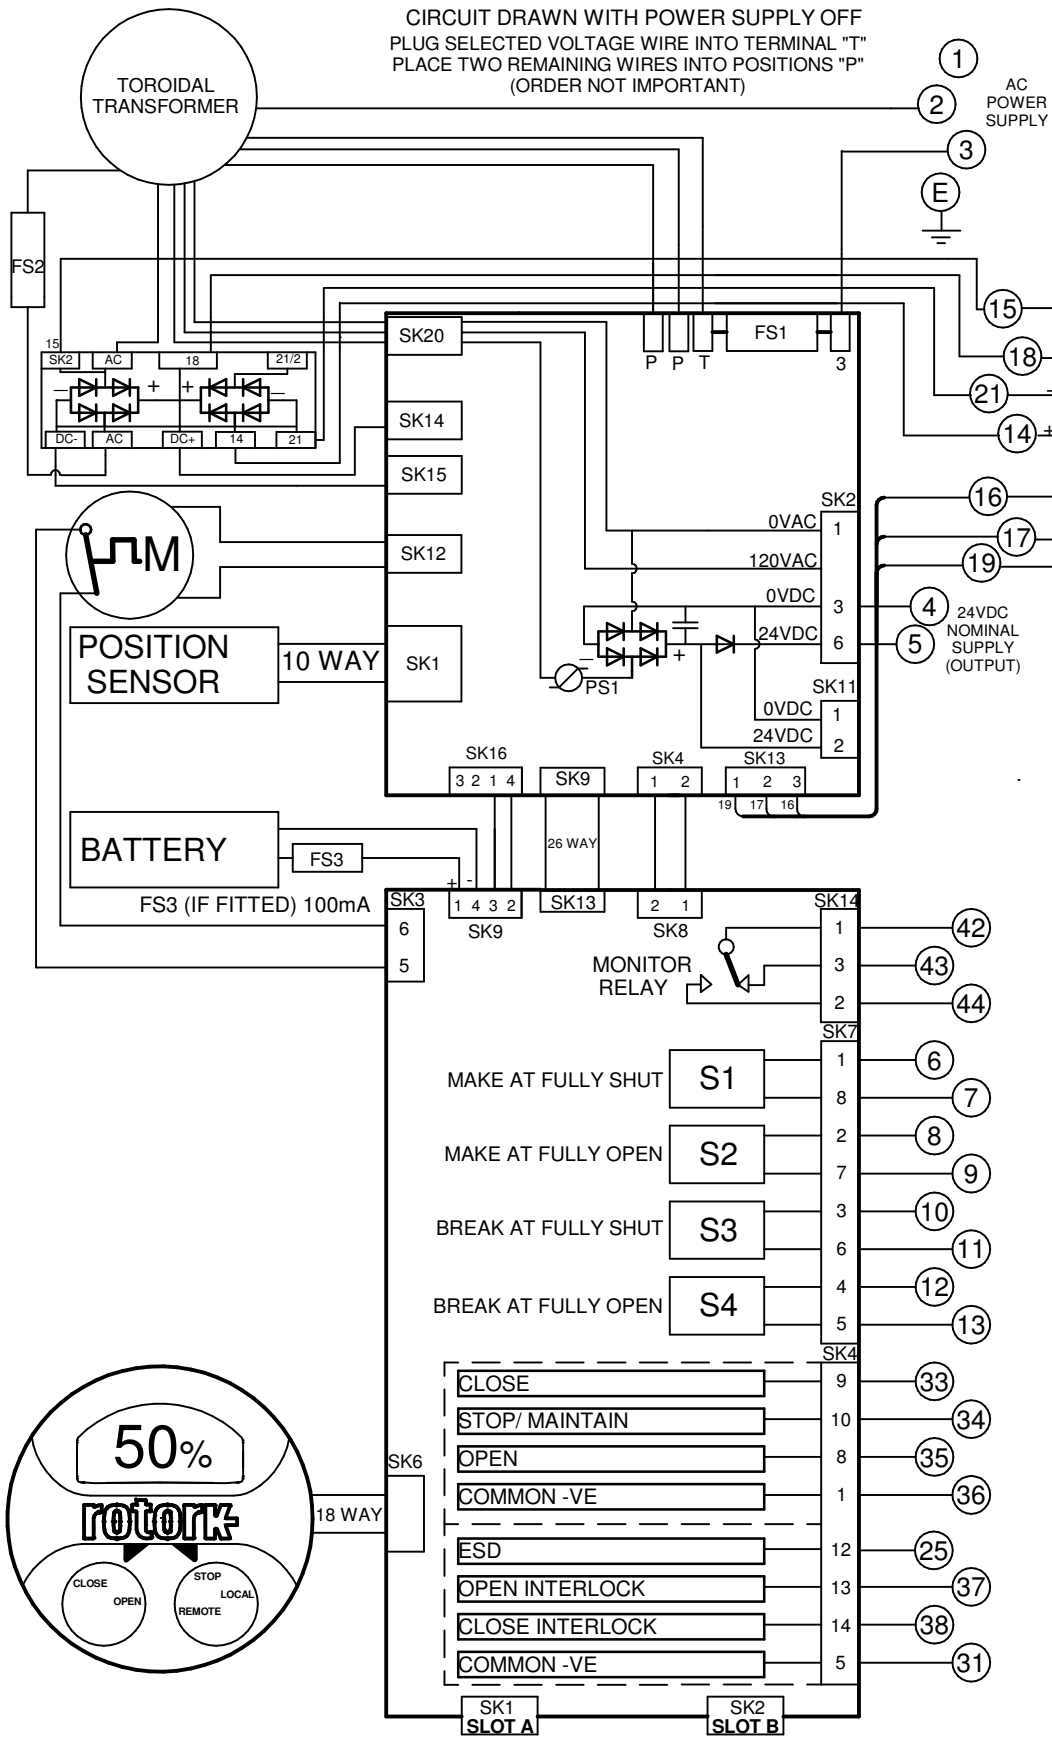 CIRCUIT DRAWN WITH POWER SUPPLY OFF
PLUG SELECTED VOLTAGE WIRE INTO TERMINAL "T"
PLACE TWO REMAINING WIRES INTO POSITIONS "P"
(ORDER NOT IMPORTANT)
TOROIDAL
TRANSFORMER
1
2
3
E
AC
POWER
SUPPLY
FS2
15
18
21
14 +
-
15
SK2
AC
18
21/2
— + + —
DC-
AC
DC+
14
21
SK20
P P T
FS1
3
SK14
SK15
SK12
SK1
M
POSITION
SENSOR
10 WAY
SK2
0VAC 1
120VAC
0VDC 3
24VDC 6
— +
PS1
SK11
0VDC 1
24VDC 2
16
17
19
4
5
24VDC
NOMINAL
SUPPLY
(OUTPUT)
SK16
3 2 1 4
SK9
SK4
1 2
SK13
1 2 3
19 17 16
.
BATTERY
FS3
FS3 (IF FITTED) 100mA
26 WAY
+ -
SK3
6
5
1 4 3 2
SK9
SK13
2 1
SK8
SK14
MONITOR
RELAY
1 42
3 43
2 44
SK7
MAKE AT FULLY SHUT S1 1 6
8 7
MAKE AT FULLY OPEN S2 2 8
7 9
BREAK AT FULLY SHUT S3 3 10
6 11
BREAK AT FULLY OPEN S4 4 12
5 13
SK4
CLOSE 9 33
STOP/ MAINTAIN 10 34
OPEN 8 35
COMMON -VE 1 36
ESD 12 25
OPEN INTERLOCK 13 37
CLOSE INTERLOCK 14 38
COMMON -VE 5 31
50%
rotork
CLOSE
OPEN
STOP
LOCAL
REMOTE
18 WAY
SK6
SK1
SLOT A
SK2
SLOT B